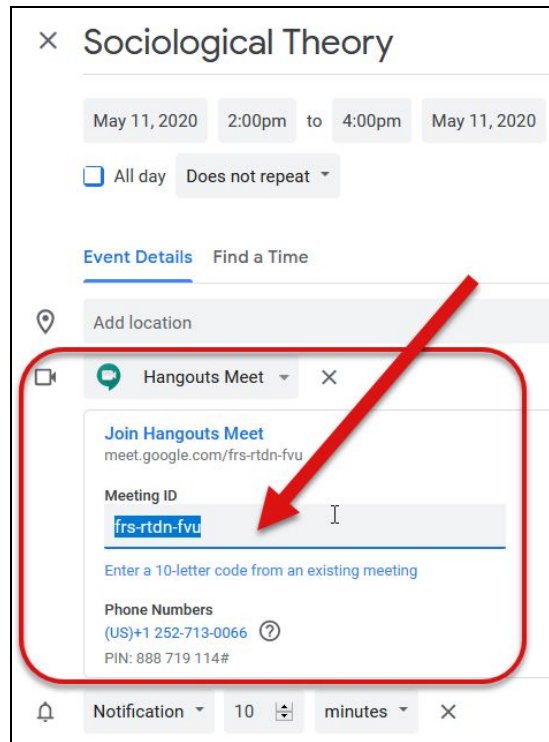 Sociological Theory
May 11, 2020 2:00pm to 4:00pm May 11, 2020
All day Does not repeat
Event Details Find a Time
Add location
Hangouts Meet
Join Hangouts Meet
meet.google.com/frs-rtdn-fvu
Meeting ID
frs-rtdn-fvu
Enter a 10-letter code from an existing meeting
Phone Numbers
(US)+1 252-713-0066
PIN: 888 719 114#
Notification 10 minutes